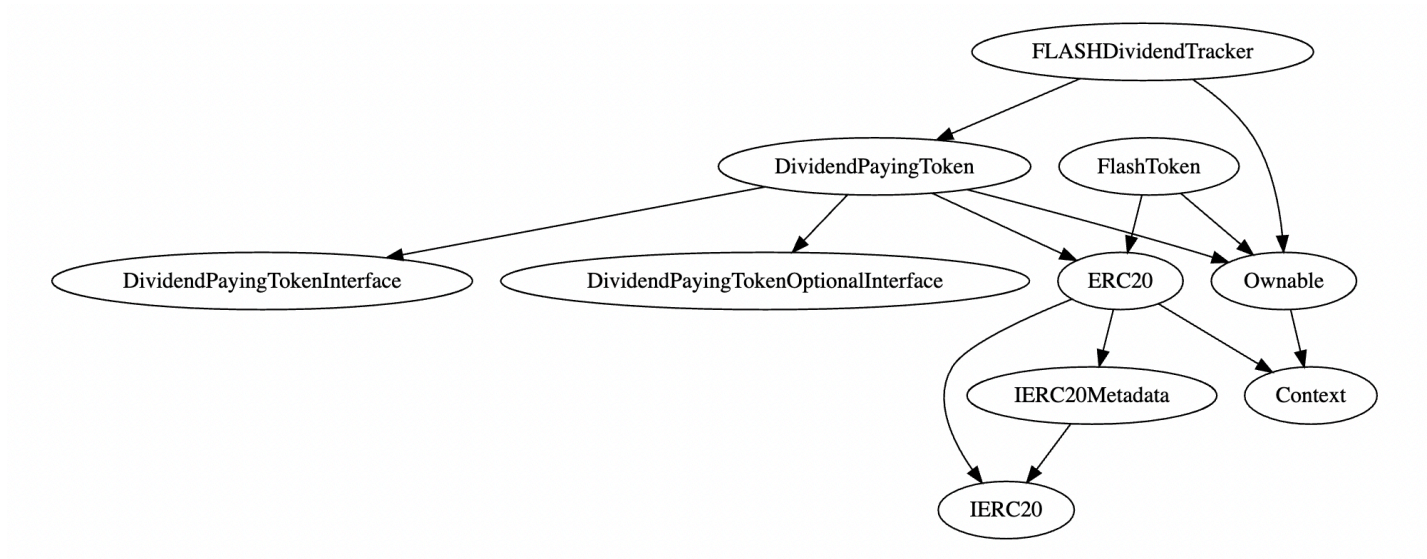 FLASHDividendTracker
DividendPayingToken
FlashToken
DividendPayingTokenInterface
DividendPayingTokenOptionalInterface
ERC20
Ownable
IERC20Metadata
Context
IERC20